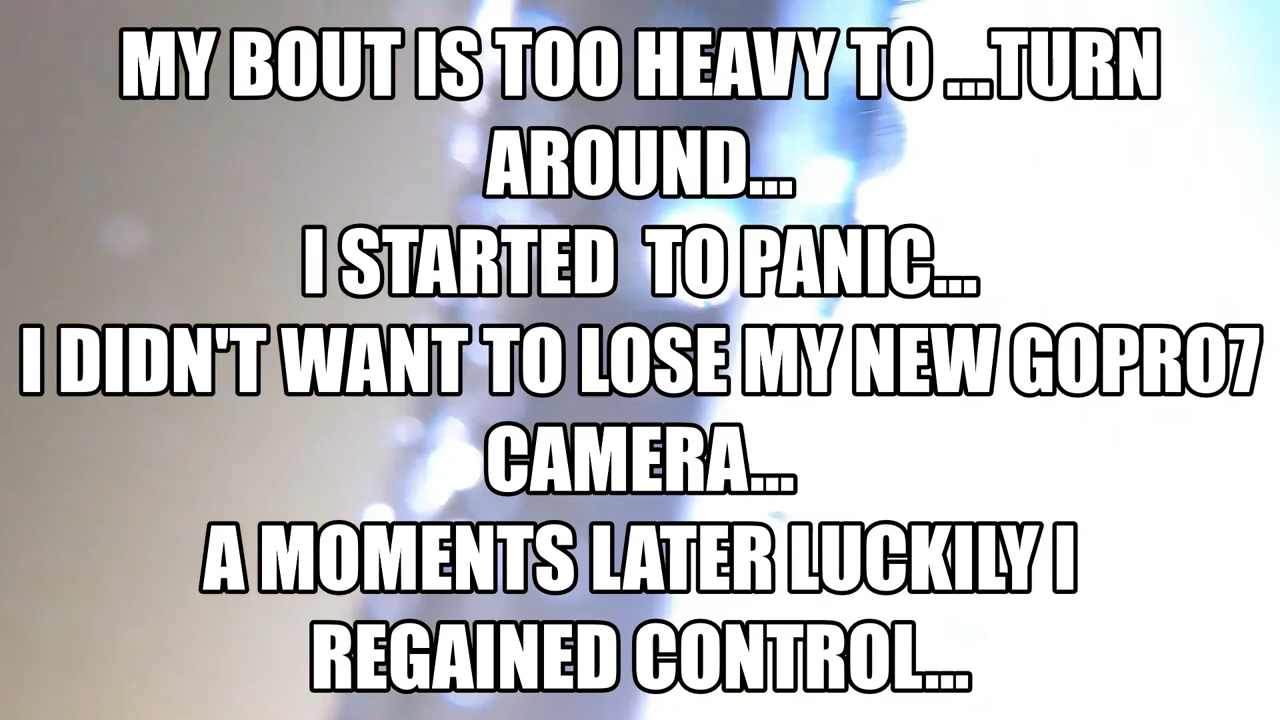 MY BOUT IS TOO HEAVY TO ...TURN
AROUND...
I STARTED  TO PANIC...
I DIDN'T WANT TO LOSE MY NEW GOPRO7
CAMERA...
A MOMENTS LATER LUCKILY I
REGAINED CONTROL...